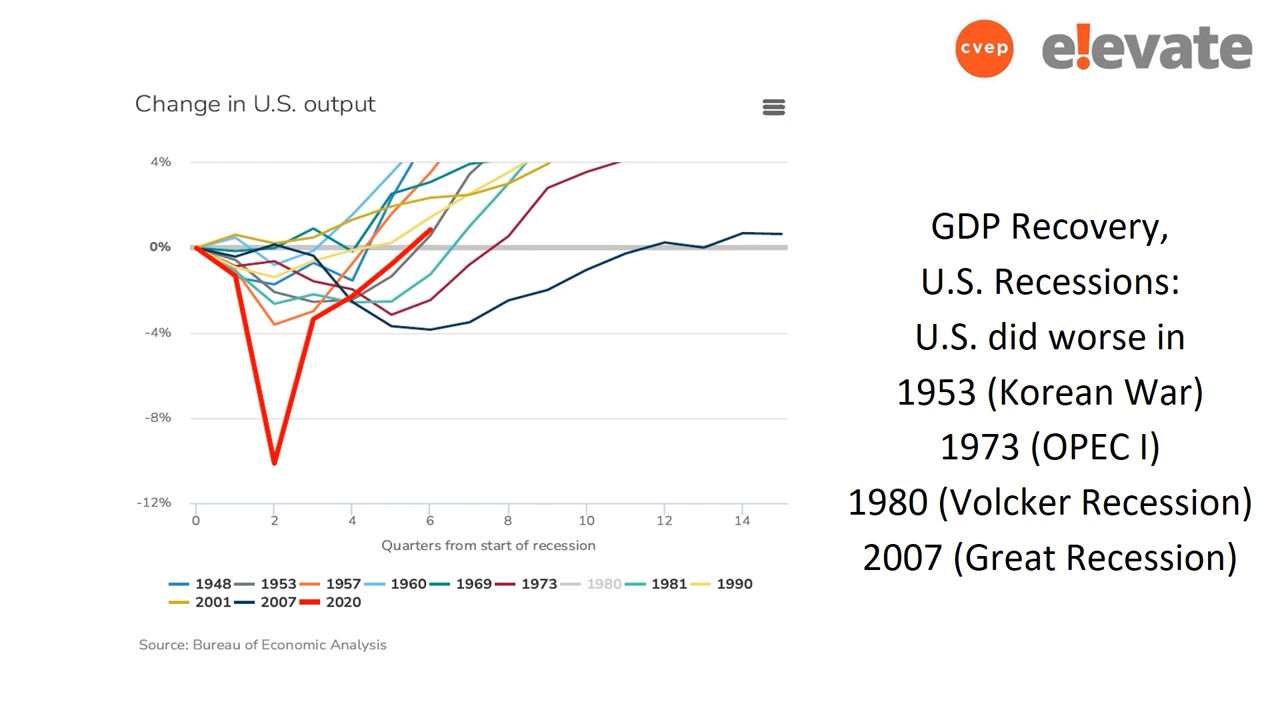 cvep e!evate
Change in U.S. output
4%
0%
-4%
-8%
-12%
0 2 4 6 8 10 12 14
Quarters from start of recession
1948 1953 1957 1960 1969 1973 1980 1981 1990
2001 2007 2020
Source: Bureau of Economic Analysis
GDP Recovery,
U.S. Recessions:
U.S. did worse in
1953 (Korean War)
1973 (OPEC I)
1980 (Volcker Recession)
2007 (Great Recession)